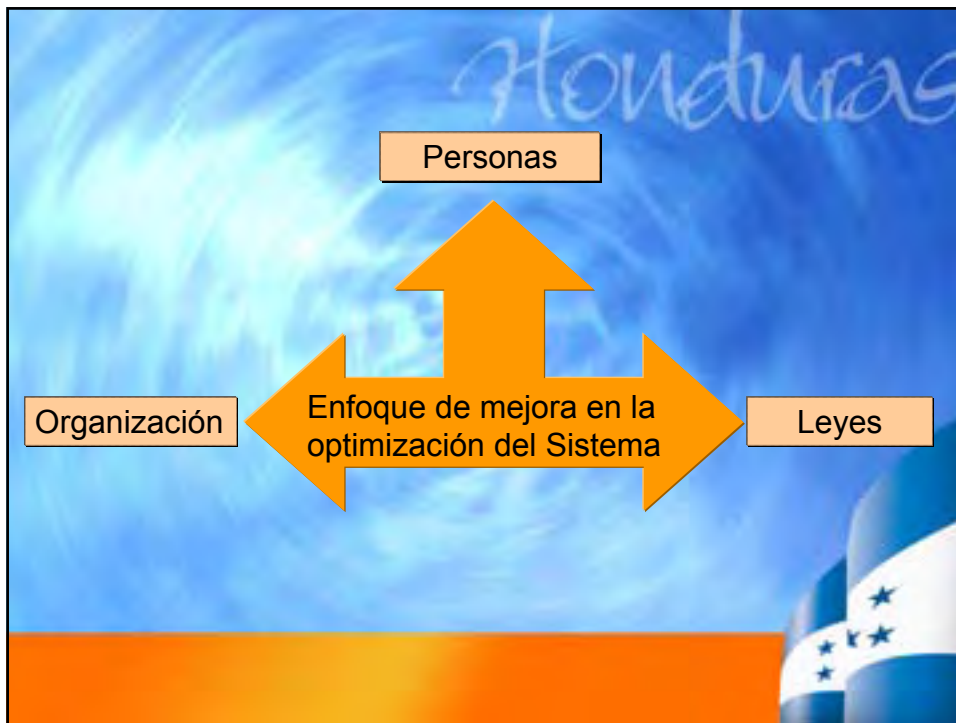 Honduras
Personas
Organización
Enfoque de mejora en la
optimización del Sistema
Leyes